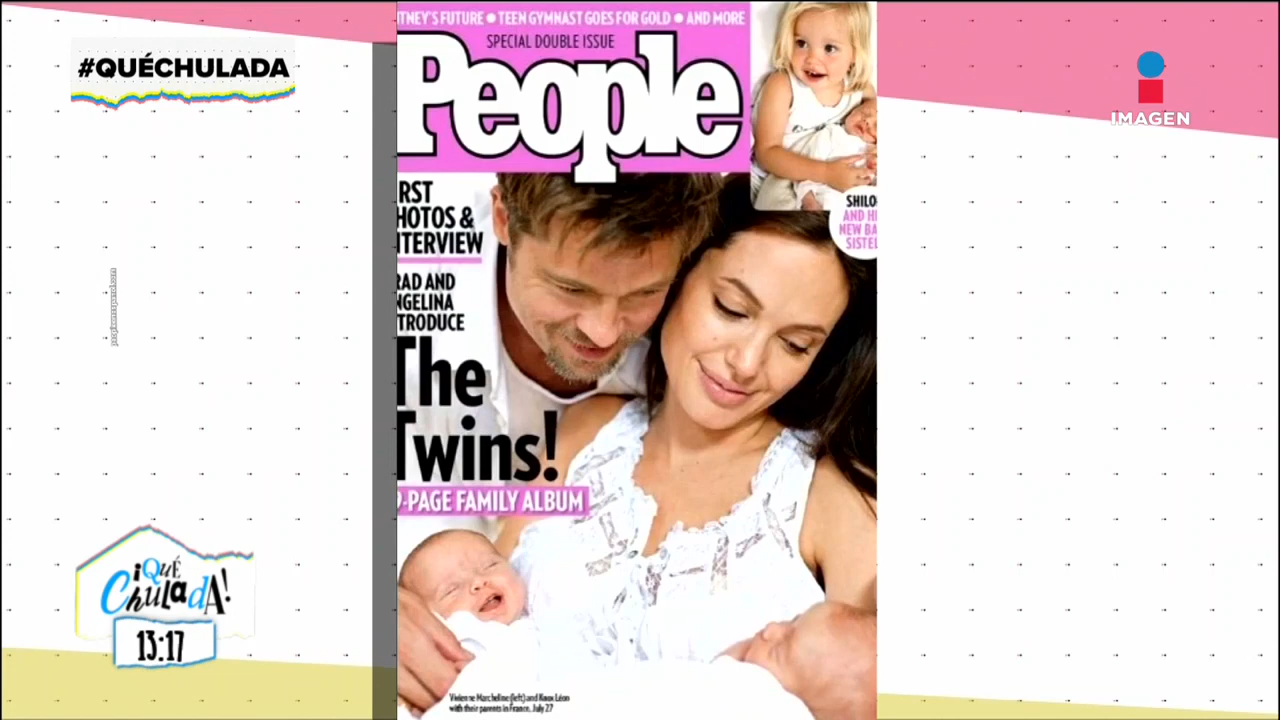 #QUÉCHULADA
IMAGEN
TNEY'S FUTURE • TEEN GYMNAST GOES FOR GOLD • AND MORE
SPECIAL DOUBLE ISSUE
People
SHILO
AND H
NEW BA
SISTE
RST
HOTOS &
NTERVIEW
RAD AND
NGELINA
TRODUCE
The
Twins!
-PAGE FAMILY ALBUM
Vivienne Marcheline (left) and Knox Léon
with their parents in France, July 27
¡QUÉ
ChulaDA!
13:17